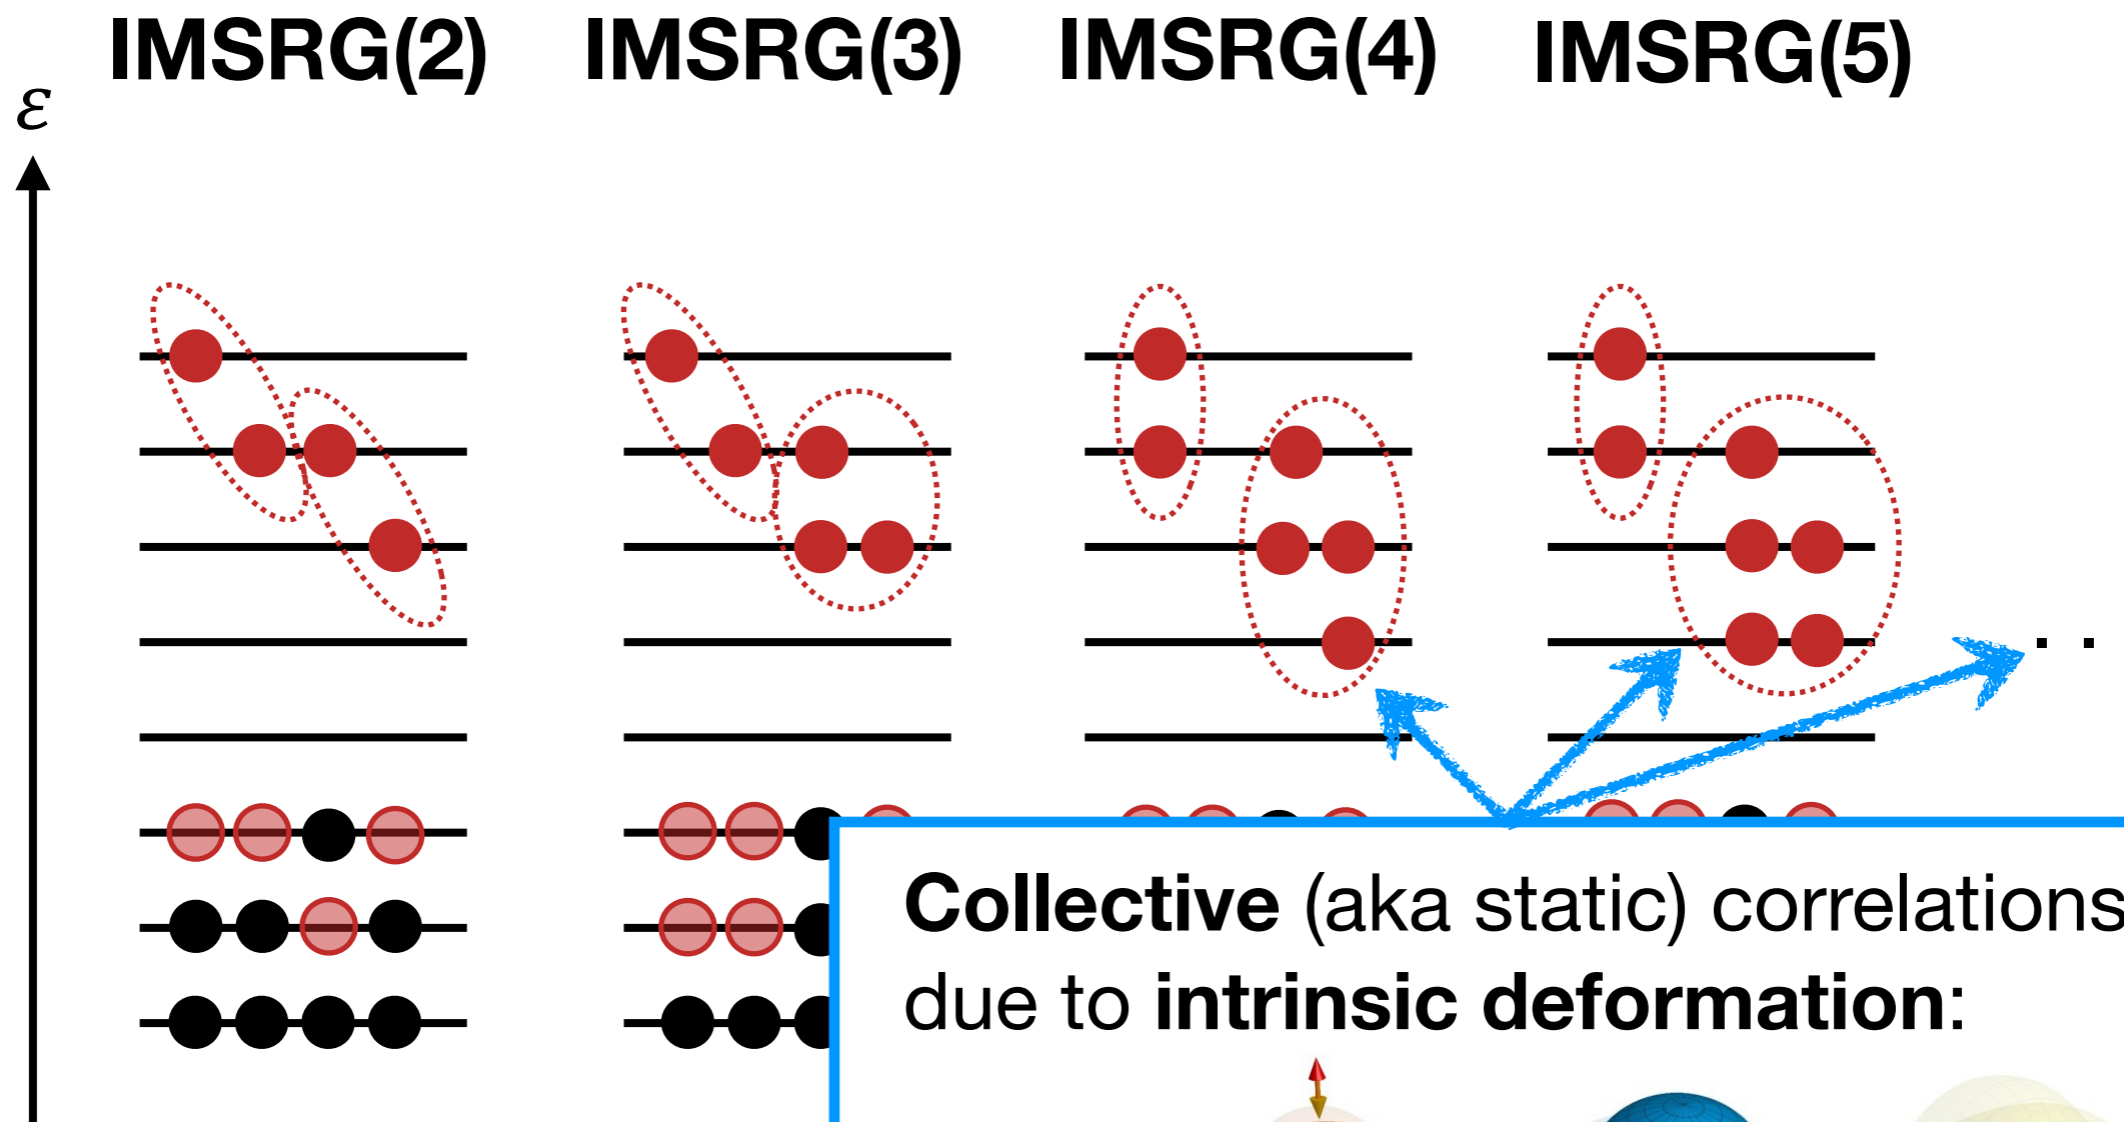 IMSRG(2) IMSRG(3) IMSRG(4) IMSRG(5)
ε
. .
Collective (aka static) correlations
due to intrinsic deformation: